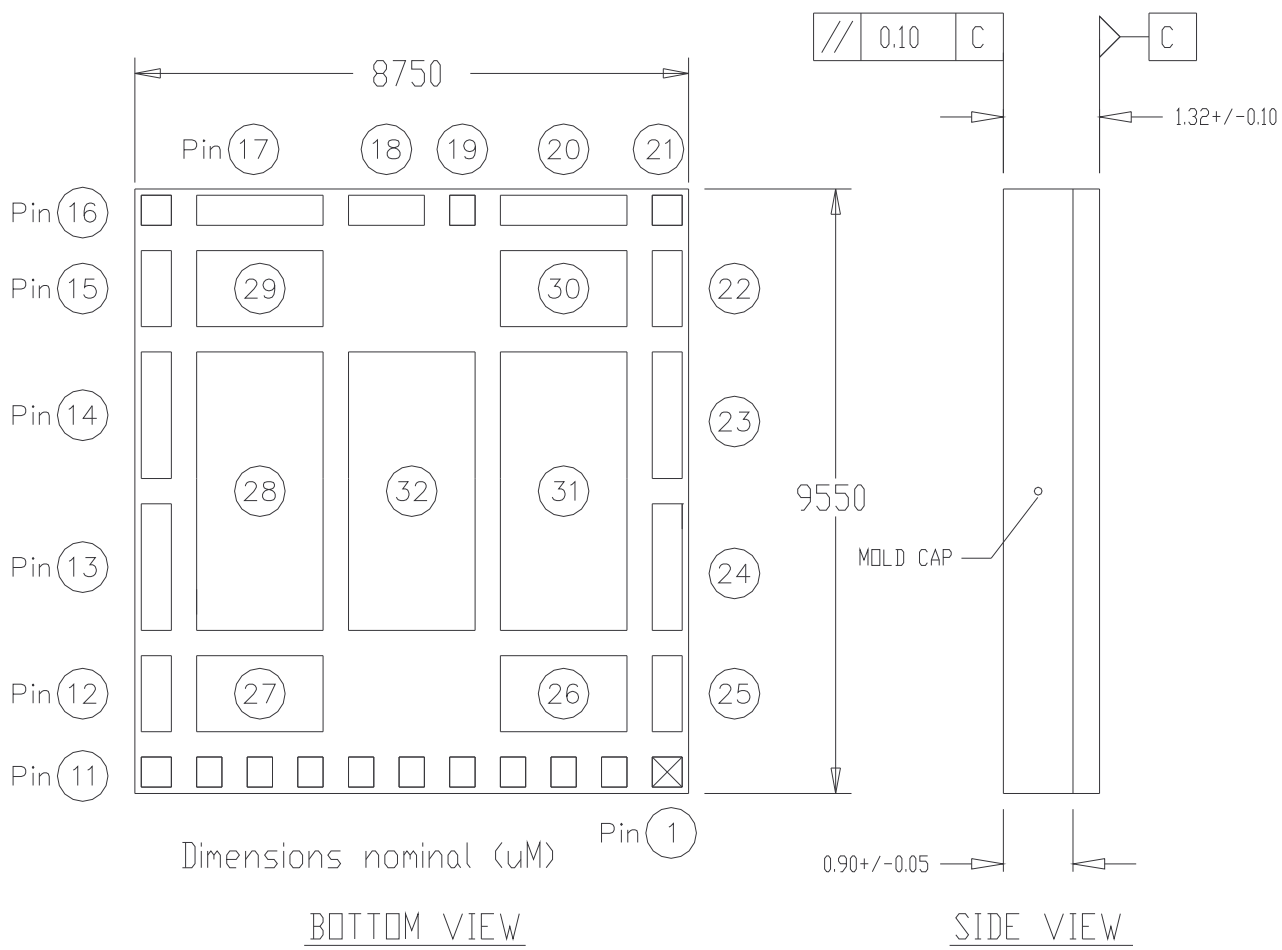 // 0.10 C
C
8750
1.32+/-0.10
Pin 17 18 19 20 21
Pin 16
Pin 15 29 30 22
Pin 14 23
28 32 31
9550
MOLD CAP
Pin 13 24
Pin 12 27 26 25
Pin 11
Pin 1
Dimensions nominal (uM)
0.90+/-0.05
BOTTOM VIEW
SIDE VIEW